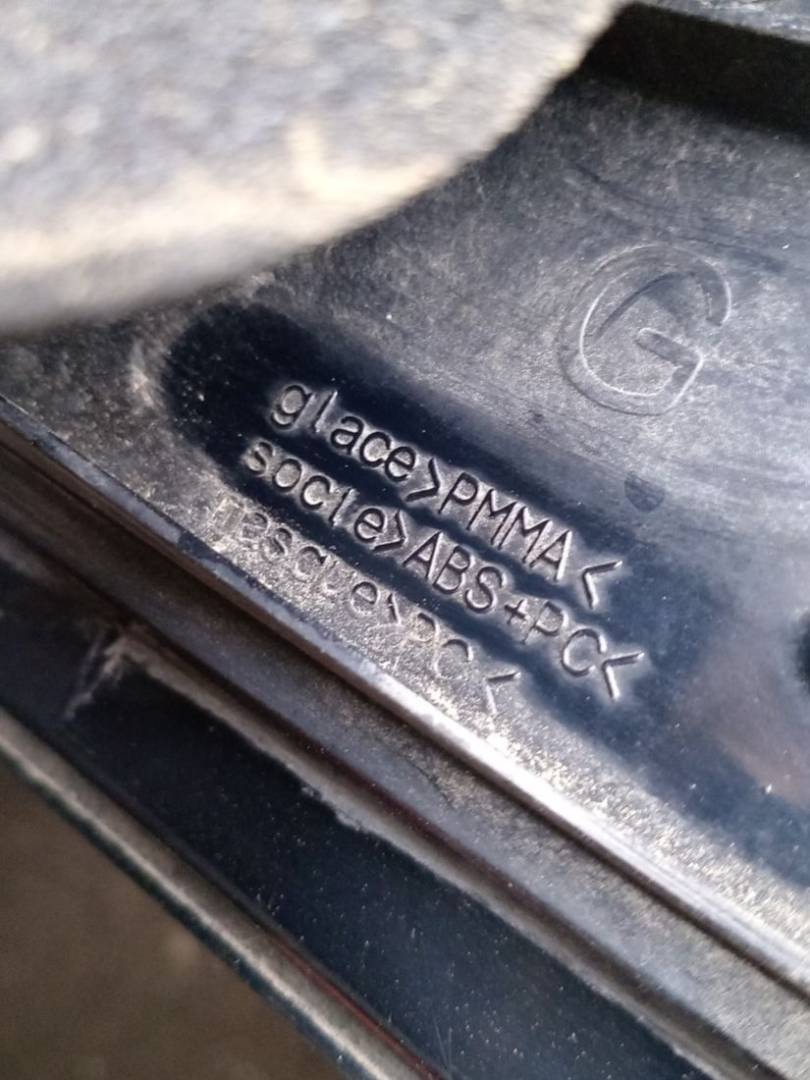 G
glace>PMMA<
socle>ABS+PC<
masque>PC<